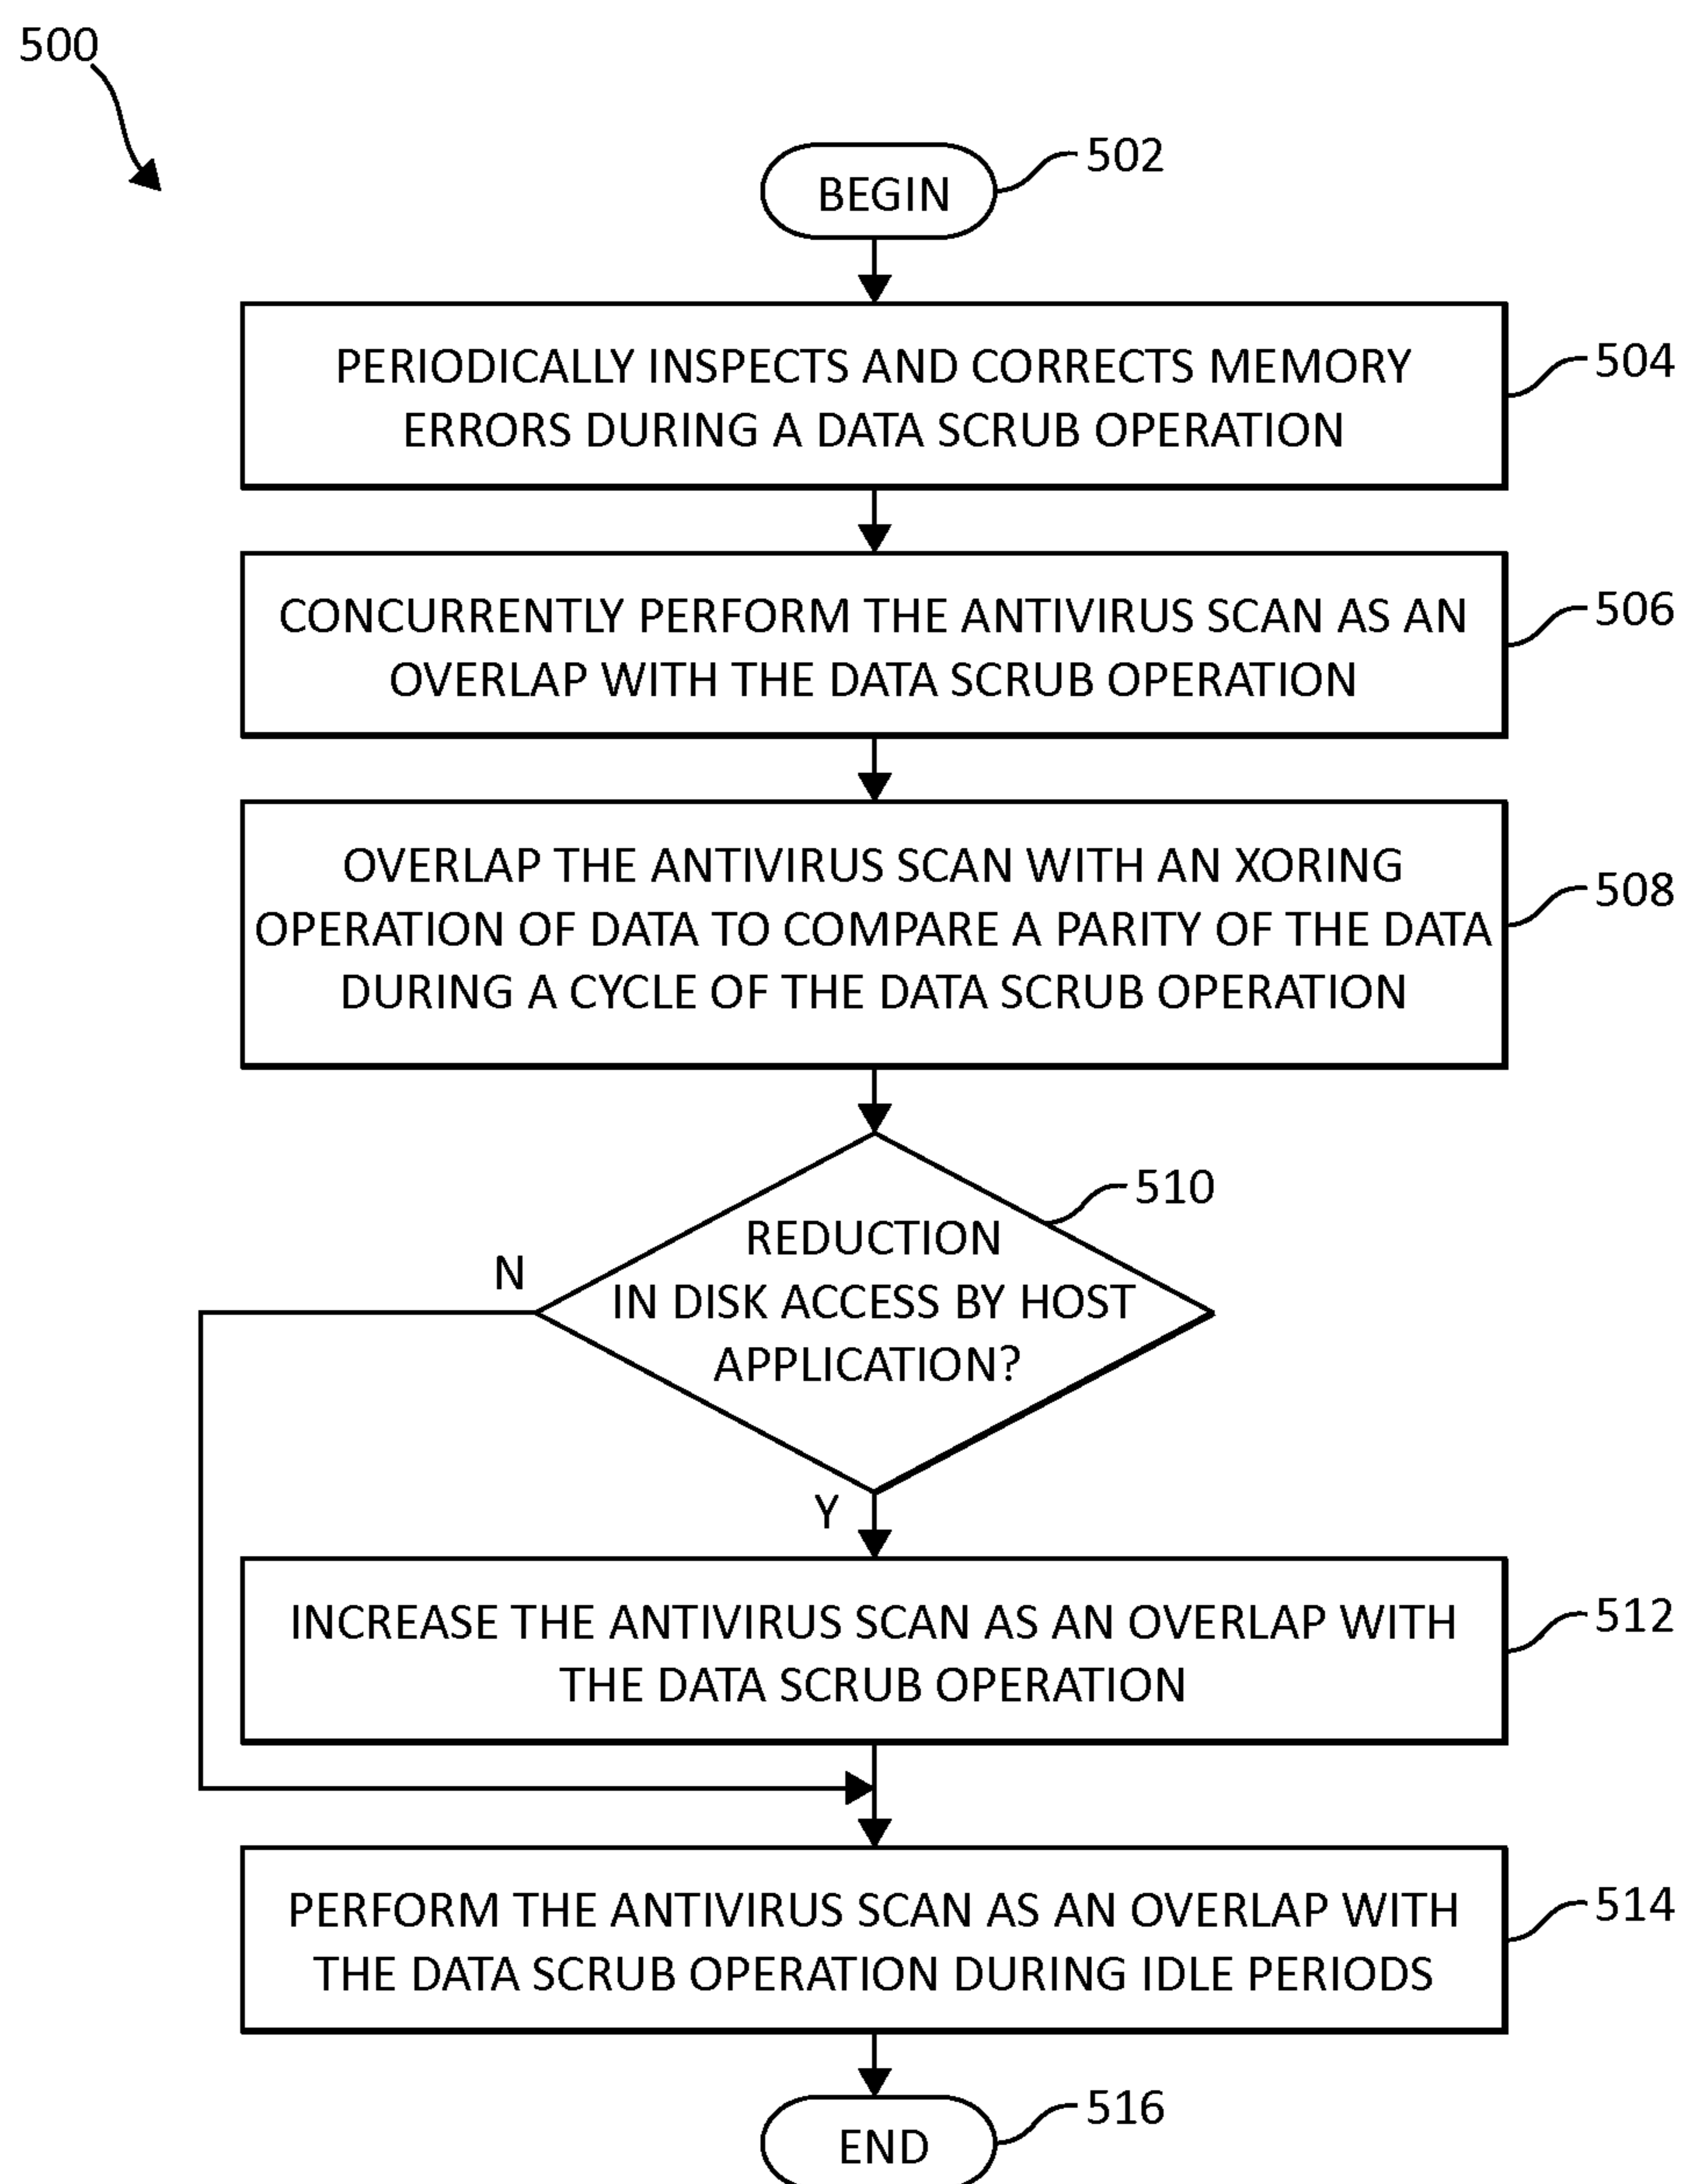 500
BEGIN
502
PERIODICALLY INSPECTS AND CORRECTS MEMORY
ERRORS DURING A DATA SCRUB OPERATION
504
CONCURRENTLY PERFORM THE ANTIVIRUS SCAN AS AN
OVERLAP WITH THE DATA SCRUB OPERATION
506
OVERLAP THE ANTIVIRUS SCAN WITH AN XORING
OPERATION OF DATA TO COMPARE A PARITY OF THE DATA
DURING A CYCLE OF THE DATA SCRUB OPERATION
508
REDUCTION
IN DISK ACCESS BY HOST
APPLICATION?
510
N
Y
INCREASE THE ANTIVIRUS SCAN AS AN OVERLAP WITH
THE DATA SCRUB OPERATION
512
PERFORM THE ANTIVIRUS SCAN AS AN OVERLAP WITH
THE DATA SCRUB OPERATION DURING IDLE PERIODS
514
END
516